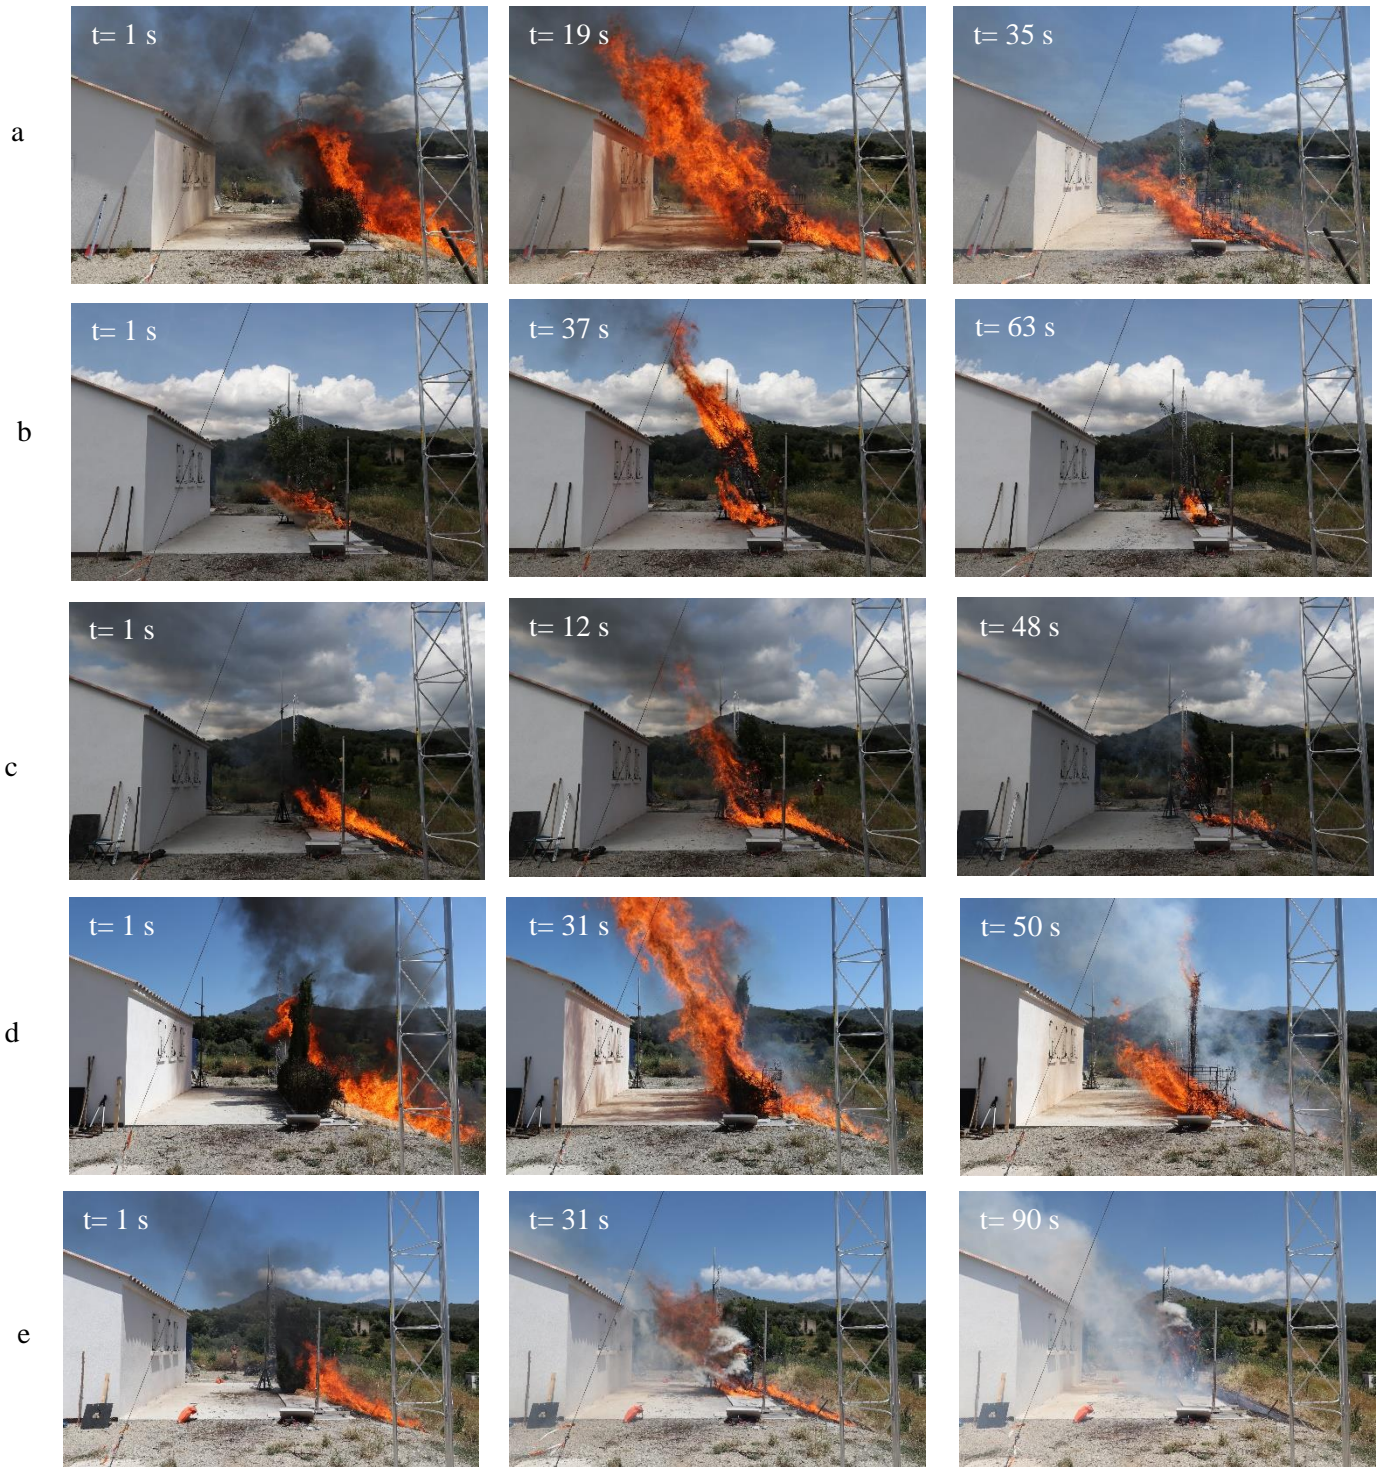 t= 1 s
t= 19 s
t= 35 s
a
t= 1 s
t= 37 s
t= 63 s
b
t= 1 s
t= 12 s
t= 48 s
c
t= 1 s
t= 31 s
t= 50 s
d
t= 1 s
t= 31 s
t= 90 s
e